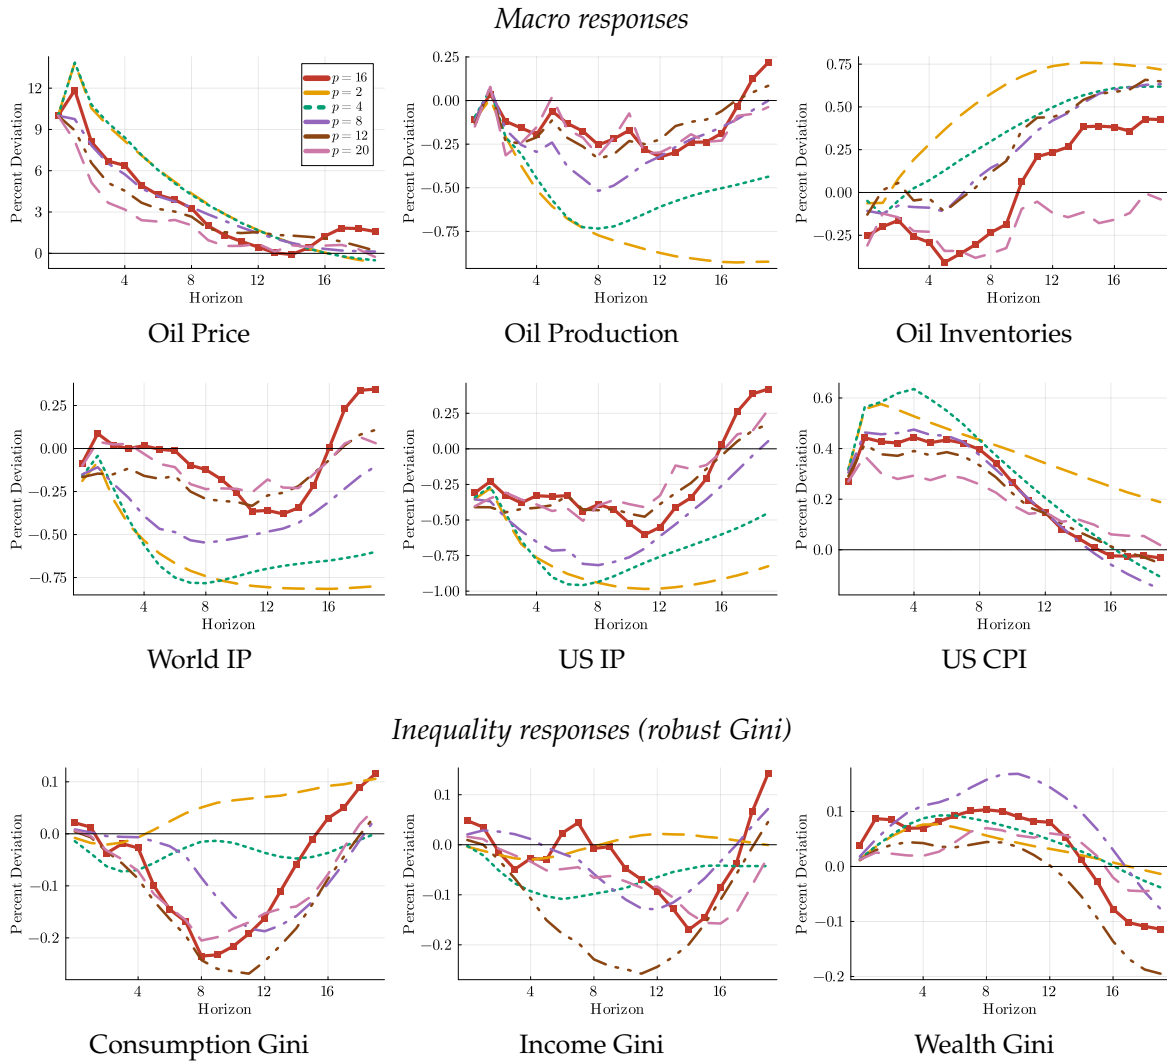 Macro responses
Percent Deviation
12
9
6
3
0
4
8
12
16
Horizon
p = 16
p = 2
p = 4
p = 8
p = 12
p = 20
Oil Price
Percent Deviation
0.25
0.00
−0.25
−0.50
−0.75
4
8
12
16
Horizon
Oil Production
Percent Deviation
0.75
0.50
0.25
0.00
−0.25
4
8
12
16
Horizon
Oil Inventories
Percent Deviation
0.25
0.00
−0.25
−0.50
−0.75
4
8
12
16
Horizon
World IP
Percent Deviation
0.25
0.00
−0.25
−0.50
−0.75
−1.00
4
8
12
16
Horizon
US IP
Percent Deviation
0.6
0.4
0.2
0.0
4
8
12
16
Horizon
US CPI
Inequality responses (robust Gini)
Percent Deviation
0.1
0.0
−0.1
−0.2
4
8
12
16
Horizon
Consumption Gini
Percent Deviation
0.1
0.0
−0.1
−0.2
4
8
12
16
Horizon
Income Gini
Percent Deviation
0.1
0.0
−0.1
−0.2
4
8
12
16
Horizon
Wealth Gini